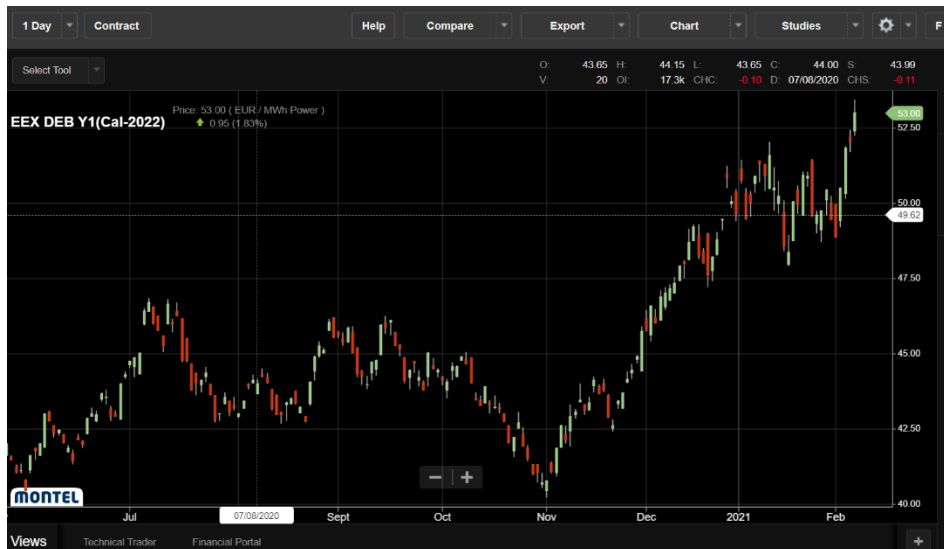 1 Day Contract Help Compare Export Chart Studies F
Select Tool
O: 43.65 H: 44.15 L: 43.65 C: 44.00 S: 43.99
V: 20 OI: 17.3k CHC: -0.10 D: 07/08/2020 CHS: -0.11
Price: 53.00 ( EUR / MWh Power )
EEX DEB Y1(Cal-2022)
0.95 (1.83%)
53.00
52.50
50.00
49.62
47.50
45.00
42.50
40.00
MONTEL
Jul 07/08/2020 Sept Oct Nov Dec 2021 Feb
Views Technical Trader Financial Portal